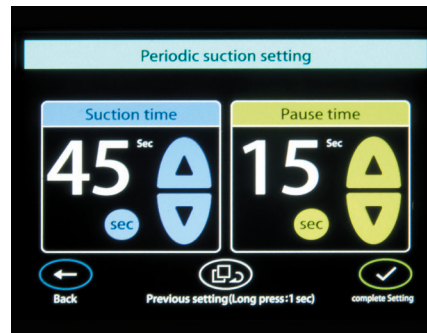 Periodic suction setting
Suction time
Pause time
45 Sec
15 Sec
sec
sec
Back
Previous setting(Long press:1 sec)
complete Setting